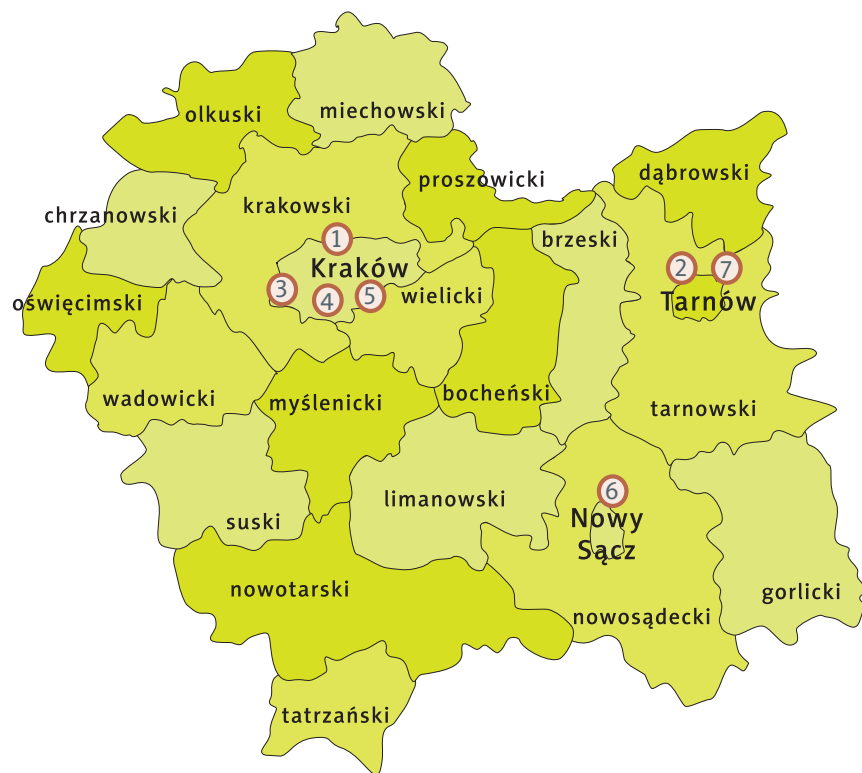 miechowski
olkuski
dąbrowski
proszowicki
krakowski
chrzanowski
1
brzeski
Kraków
2
7
3
4
5
wielicki
oświęcimski
Tarnów
bocheński
wadowicki
myślenicki
tarnowski
6
limanowski
Nowy
Sącz
suski
nowotarski
gorlicki
nowosądecki
tatrzański